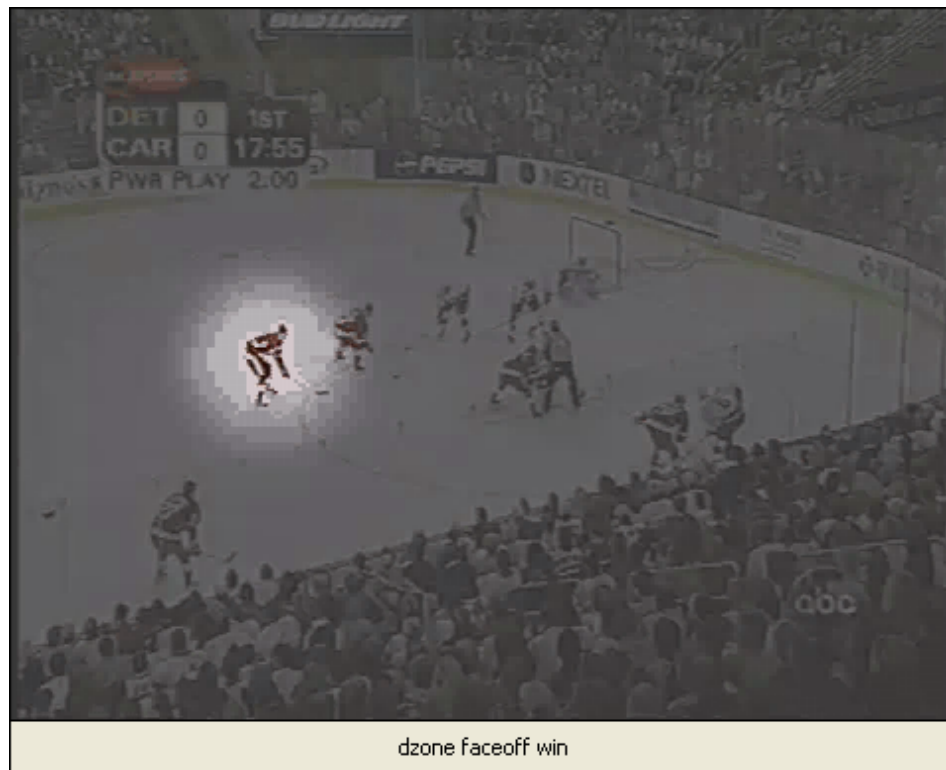 BUD LIGHT
SPORTS
DET 0 1ST
CAR 0 17:55
PWR PLAY 2:00
PEPSI
NEXTEL
abc
dzone faceoff win